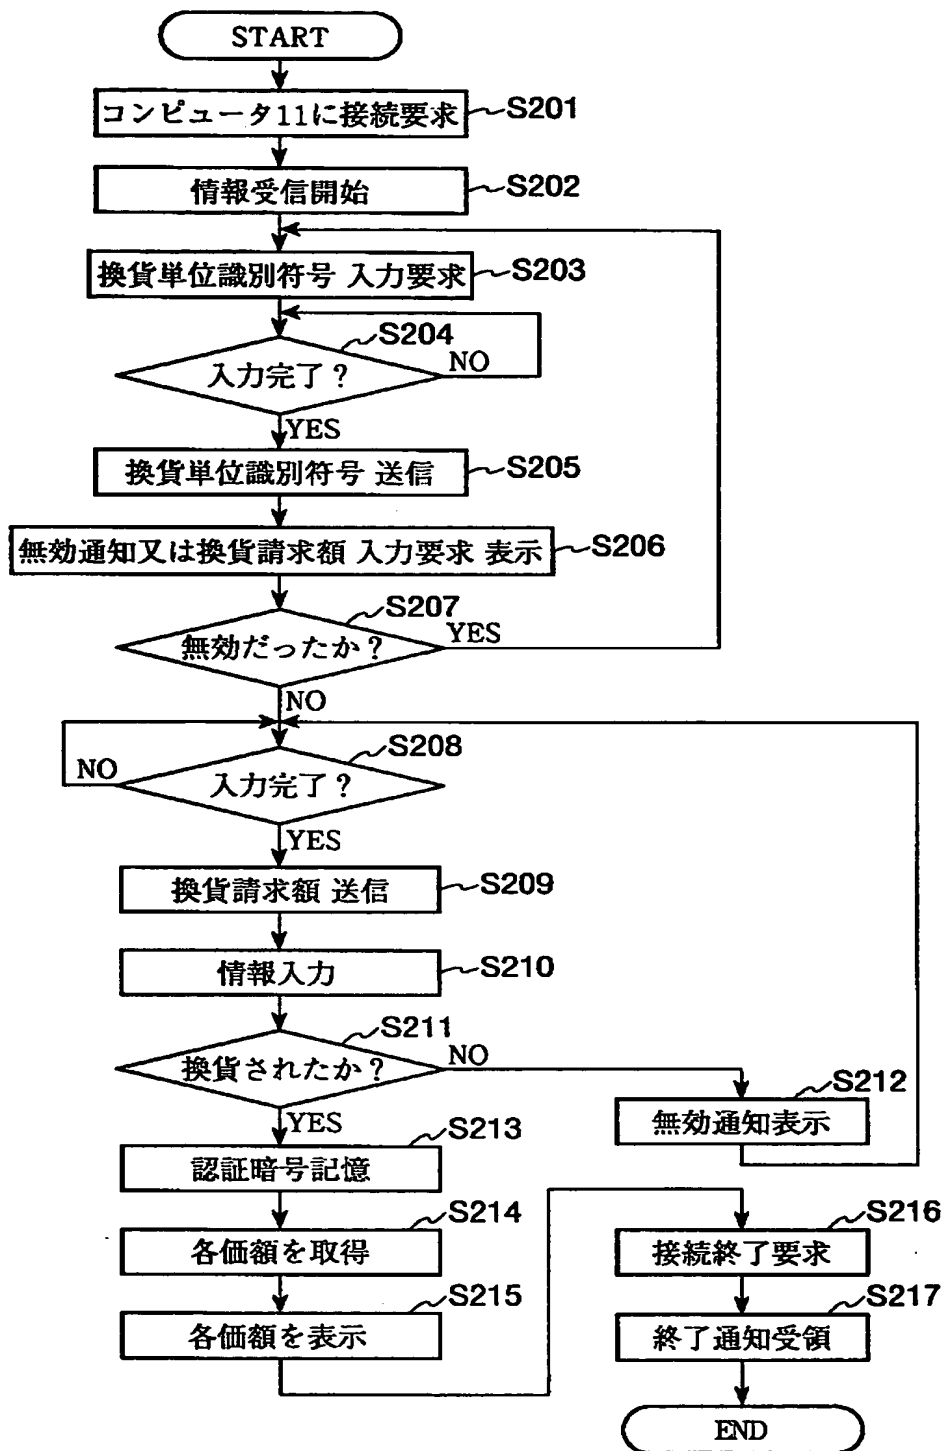 START
コンピュータ11に接続要求
S201
情報受信開始
S202
換貨単位識別符号 入力要求
S203
S204
入力完了?
NO
YES
換貨単位識別符号 送信
S205
無効通知又は換貨請求額 入力要求 表示
S206
S207
無効だったか?
YES
NO
S208
入力完了?
NO
YES
換貨請求額 送信
S209
情報入力
S210
S211
換貨されたか?
NO
YES
S212
無効通知表示
S213
認証暗号記憶
S214
各価額を取得
S215
各価額を表示
S216
接続終了要求
S217
終了通知受領
END